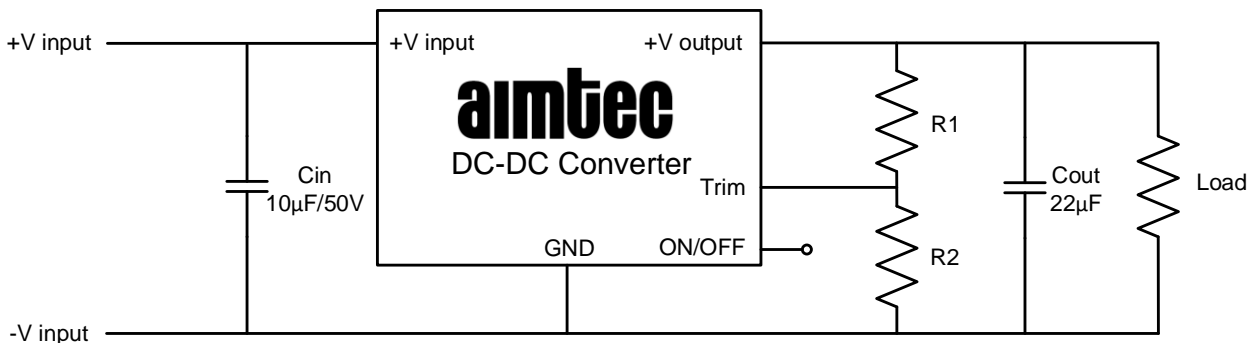 +V input
+V input
+V output
aimtec
DC-DC Converter
R1
Cin
10μF/50V
Trim
Cout
22μF
Load
GND
ON/OFF
R2
-V input